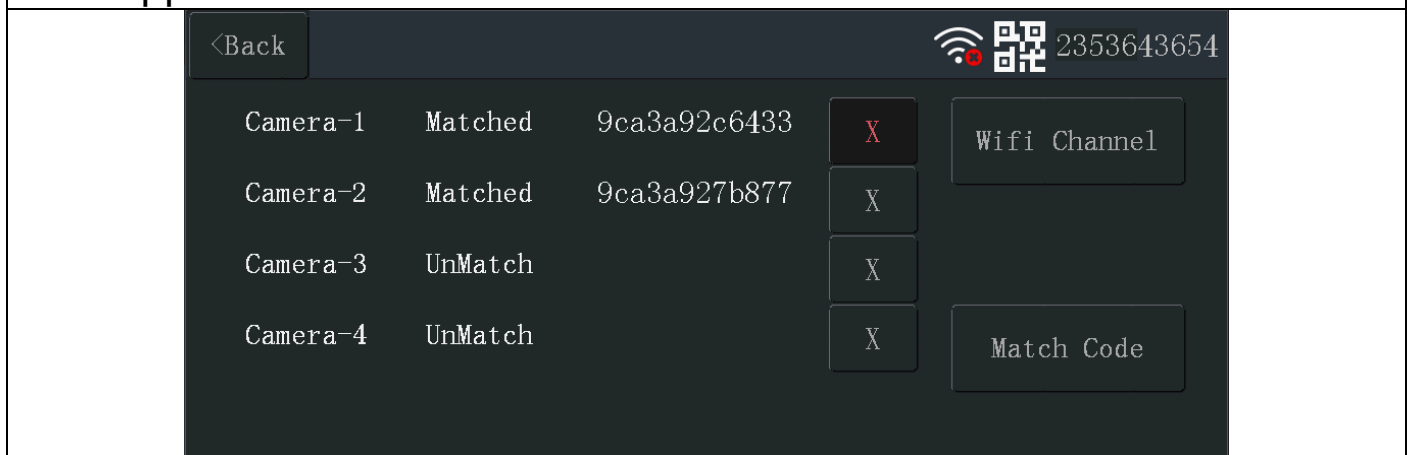 <Back 2353643654
Camera-1 Matched 9ca3a92c6433 X Wifi Channel
Camera-2 Matched 9ca3a927b877 X
Camera-3 UnMatch X
Camera-4 UnMatch X Match Code